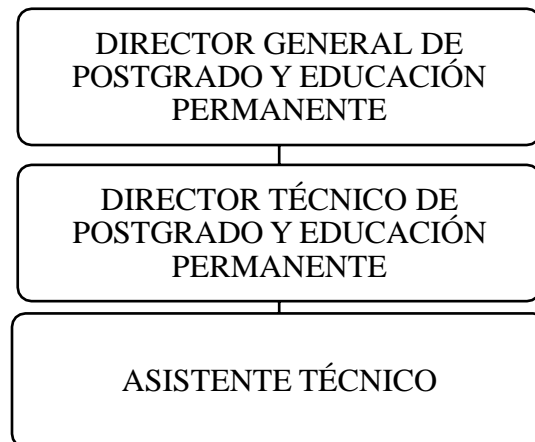 DIRECTOR GENERAL DE
POSTGRADO Y EDUCACIÓN
PERMANENTE
DIRECTOR TÉCNICO DE
POSTGRADO Y EDUCACIÓN
PERMANENTE
ASISTENTE TÉCNICO